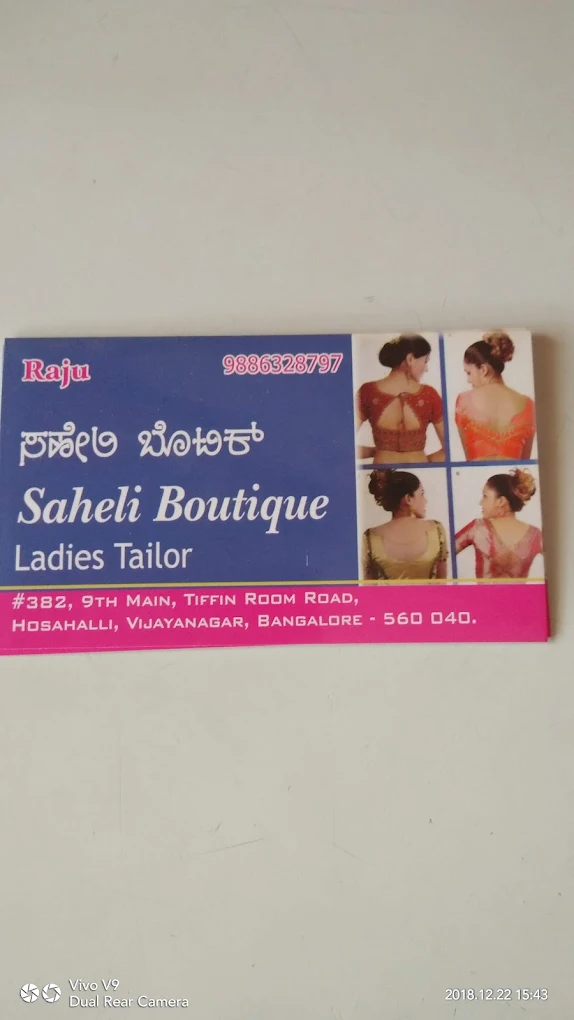 Raju 9886328797
ಸಹೇಲಿ ಬೊಟಿಕ್
Saheli Boutique
Ladies Tailor
#382, 9TH MAIN, TIFFIN ROOM ROAD,
HOSAHALLI, VIJAYANAGAR, BANGALORE - 560 040.
Vivo V9
Dual Rear Camera 2018.12.22 15:43